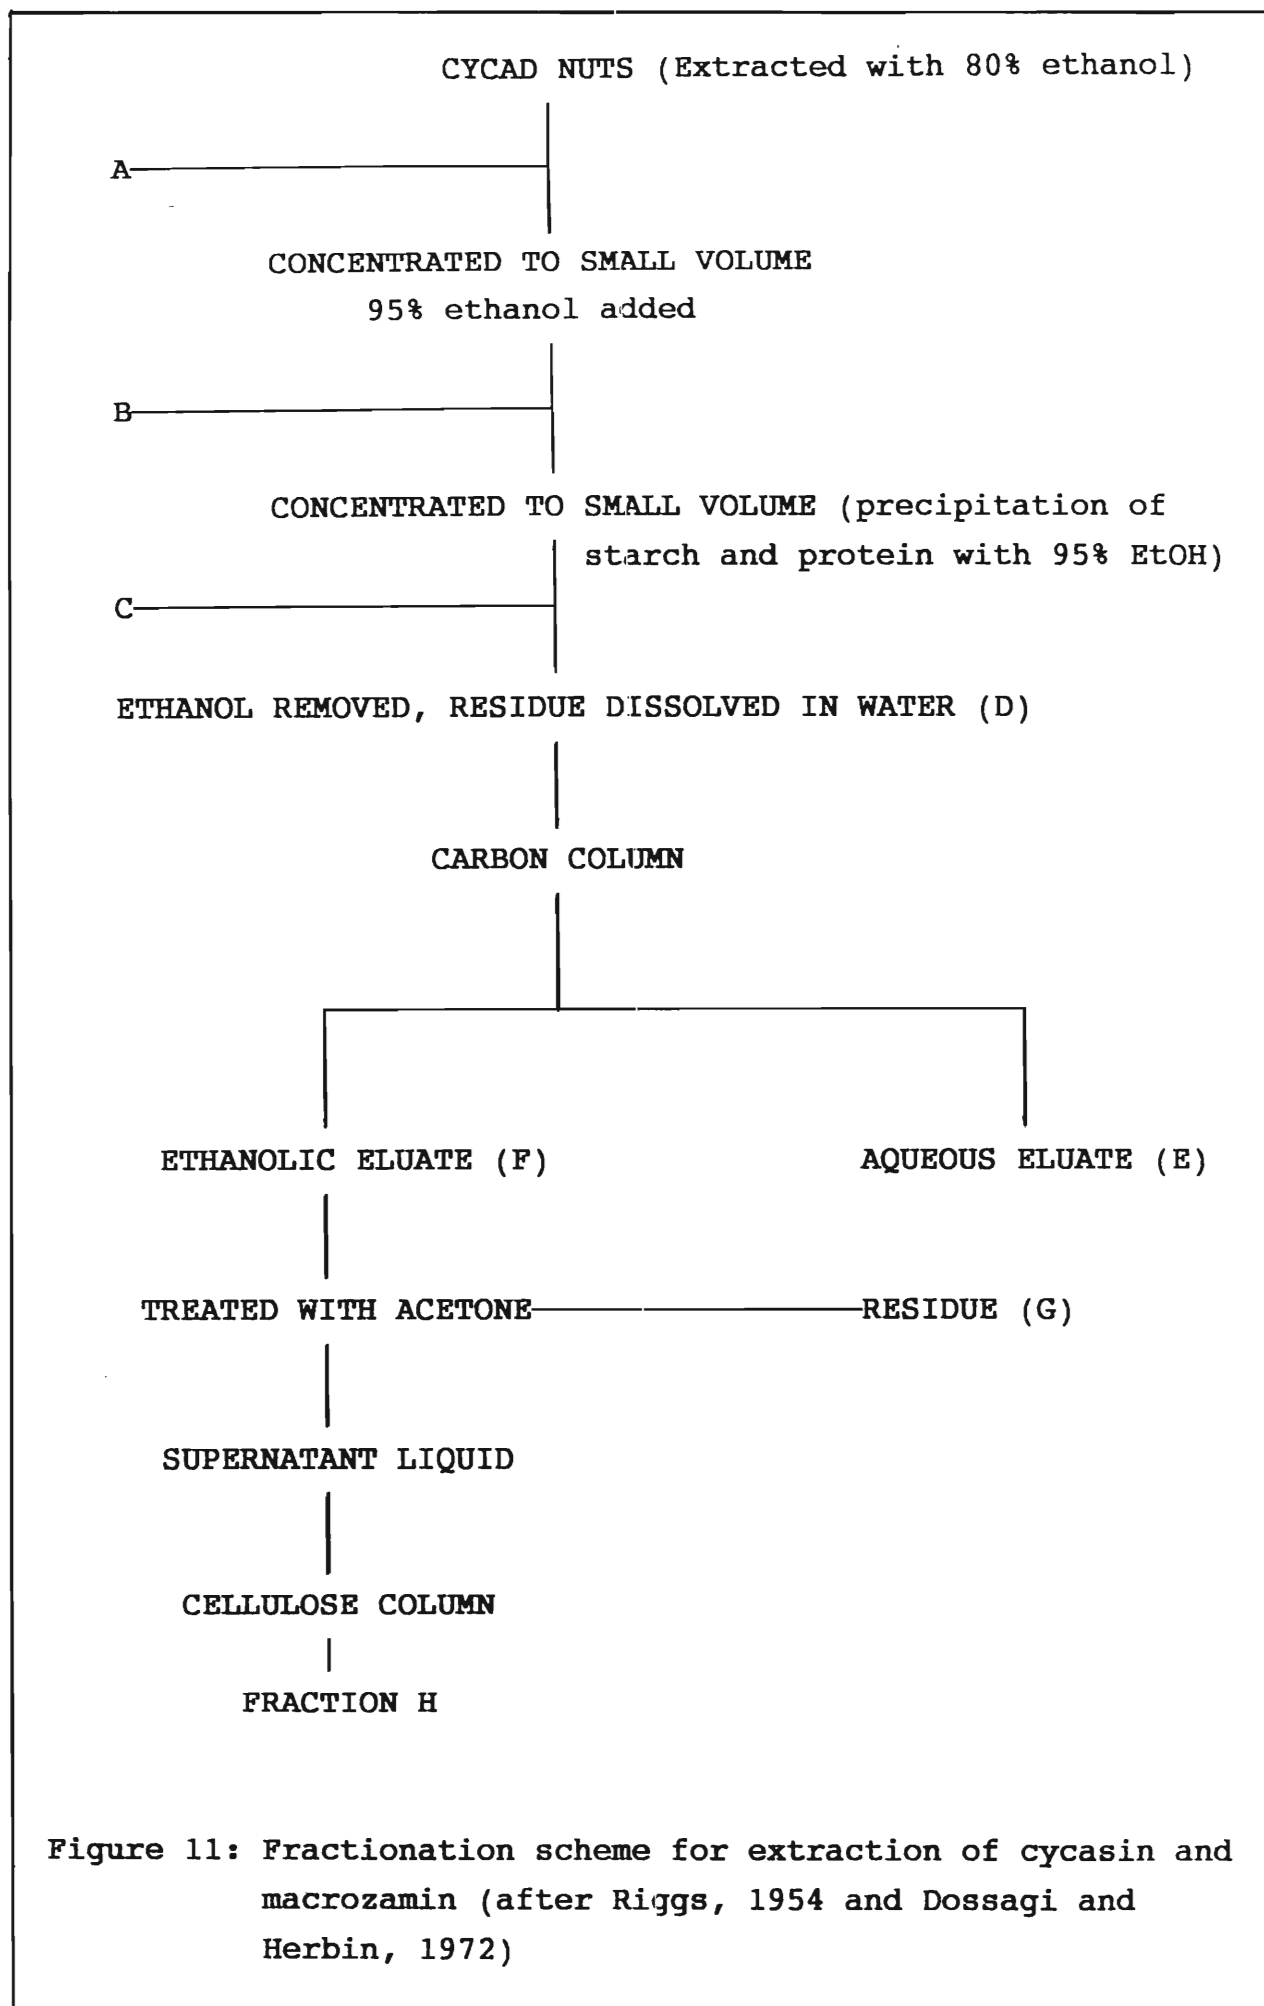 CYCAD NUTS (Extracted with 80% ethanol)
A
CONCENTRATED TO SMALL VOLUME
95% ethanol added
B
CONCENTRATED TO SMALL VOLUME (precipitation of
starch and protein with 95% EtOH)
C
ETHANOL REMOVED, RESIDUE DISSOLVED IN WATER (D)
CARBON COLUMN
ETHANOLIC ELUATE (F) AQUEOUS ELUATE (E)
TREATED WITH ACETONE RESIDUE (G)
SUPERNATANT LIQUID
CELLULOSE COLUMN
FRACTION H
Figure 11: Fractionation scheme for extraction of cycasin and
macrozamin (after Riggs, 1954 and Dossagi and
Herbin, 1972)